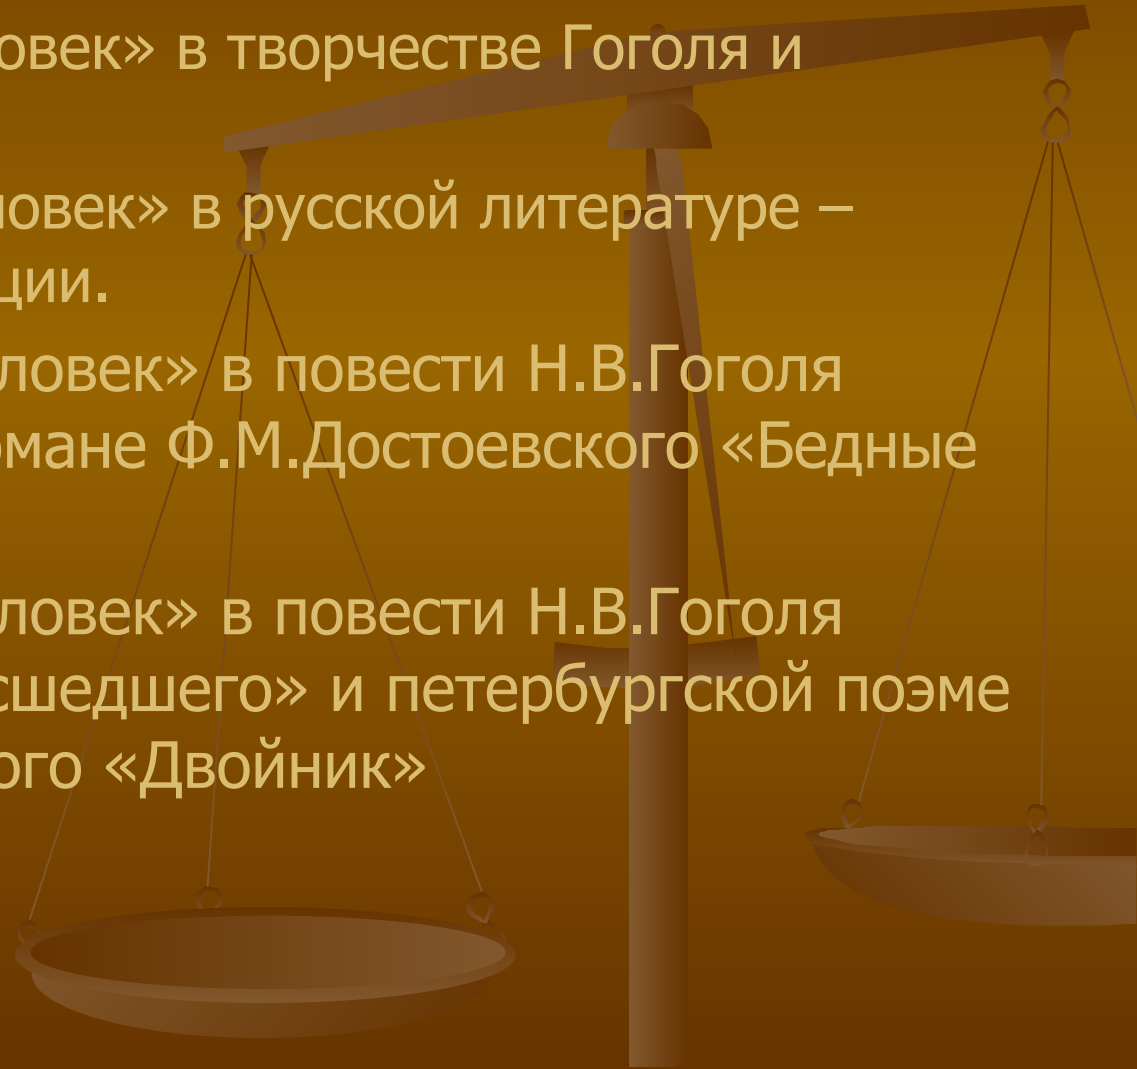 овек» в творчестве Гоголя и
ловек» в русской литературе –
ции.
ловек» в повести Н.В.Гоголя
омане Ф.М.Достоевского «Бедные
ловек» в повести Н.В.Гоголя
сшедшего» и петербургской поэме
ого «Двойник»